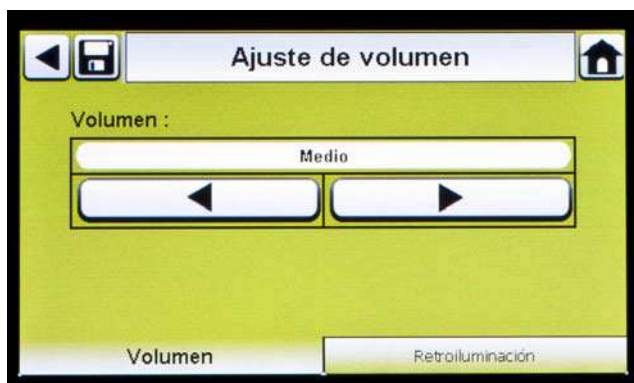 Ajuste de volumen
Volumen :
Medio
Volumen
Retroiluminación